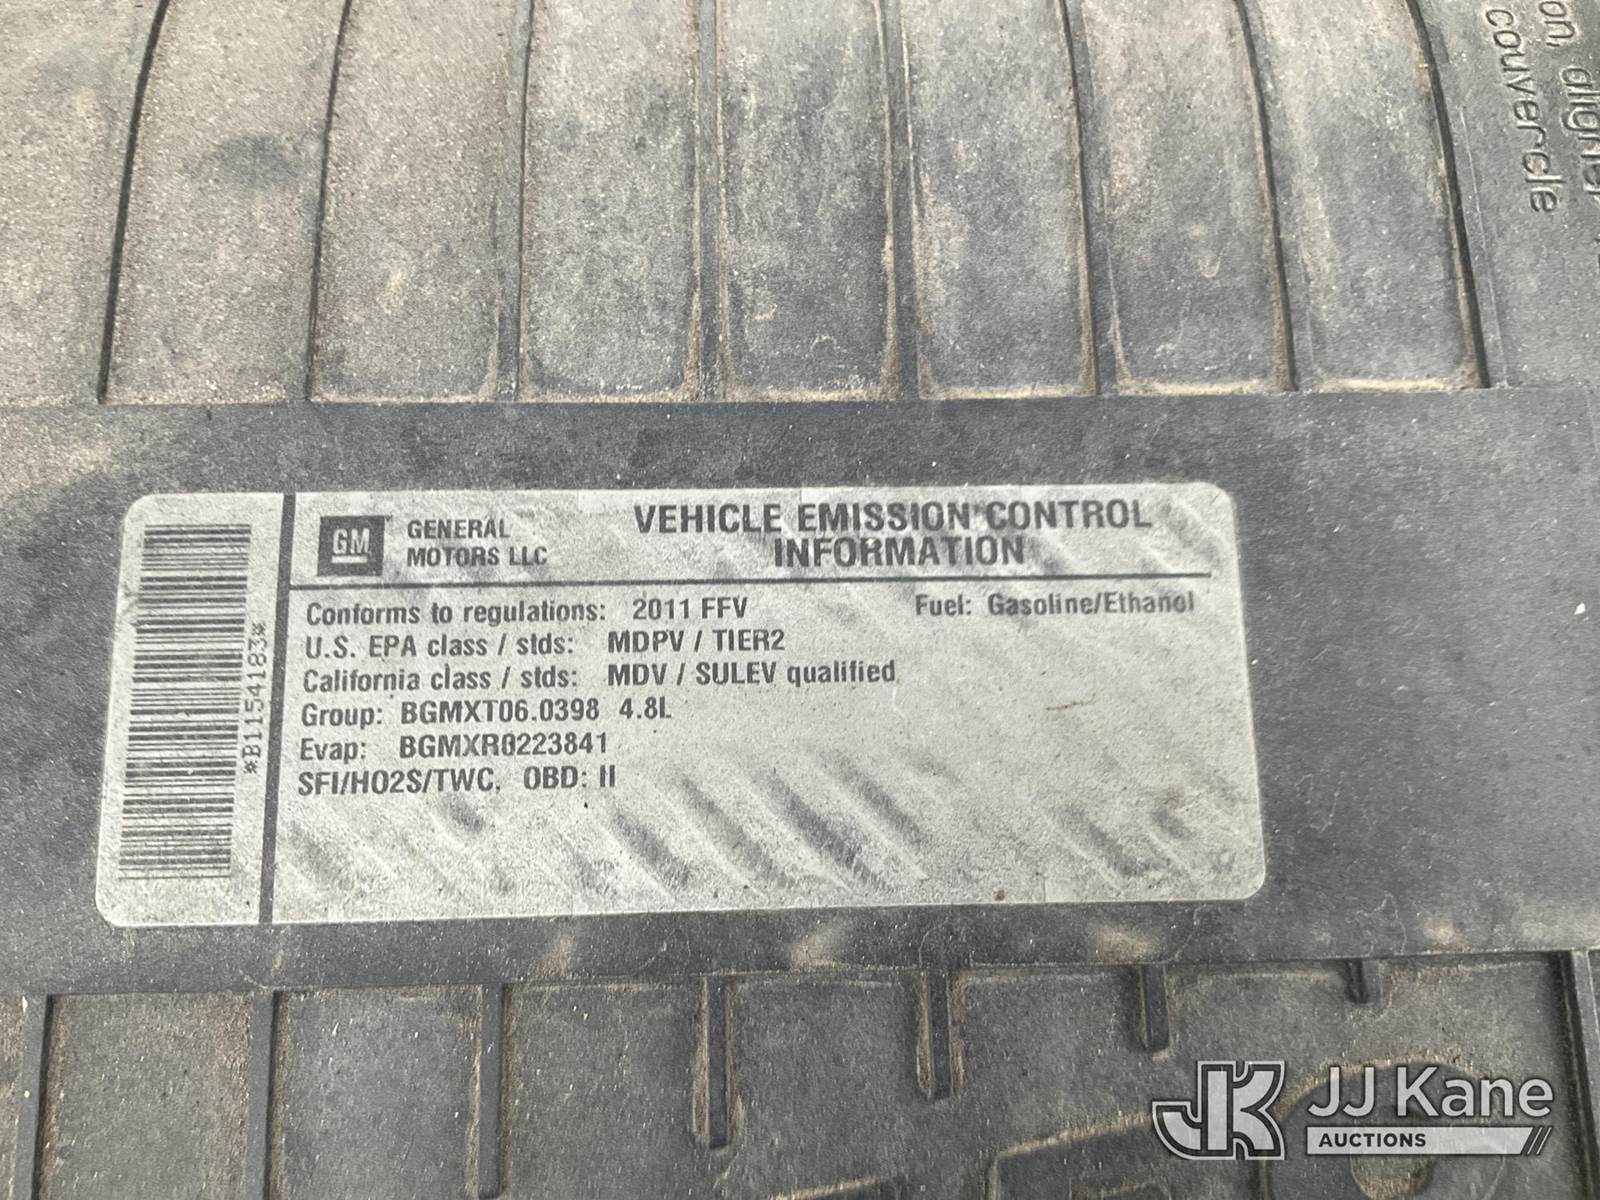 couvercle
GM
GENERAL
MOTORS LLC
VEHICLE EMISSION CONTROL
INFORMATION
Conforms to regulations: 2011 FFV
Fuel: Gasoline/Ethanol
U.S. EPA class / stds: MDPV / TIER2
California class / stds: MDV / SULEV qualified
Group: BGMXT06.0398 4.8L
Evap: BGMXR0223841
SFI/HO2S/TWC, OBD: II
*B1154183*
JK
JJ Kane
AUCTIONS